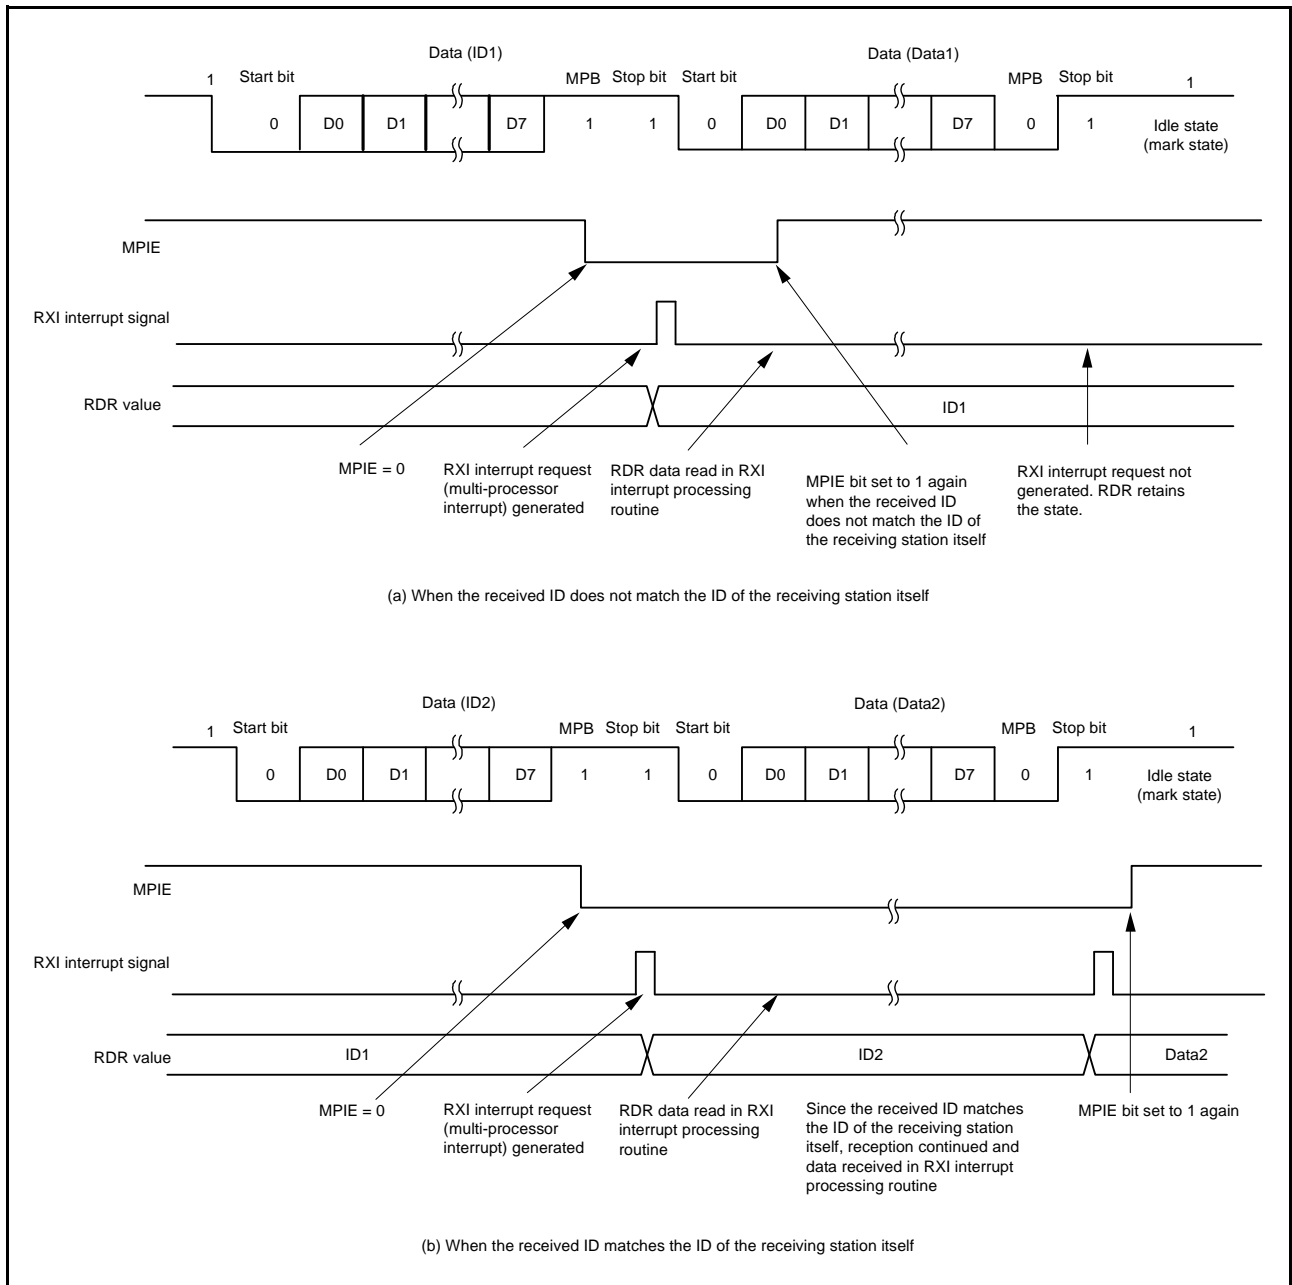 Data (ID1) Data (Data1)
1 Start bit MPB Stop bit Start bit MPB Stop bit 1
0 D0 D1 D7 1 1 0 D0 D1 D7 0 1 Idle state
(mark state)
MPIE
RXI interrupt signal
RDR value ID1
MPIE = 0
RXI interrupt request
(multi-processor
interrupt) generated
RDR data read in RXI
interrupt processing
routine
MPIE bit set to 1 again
when the received ID
does not match the ID of
the receiving station itself
RXI interrupt request not
generated. RDR retains
the state.
(a) When the received ID does not match the ID of the receiving station itself
Data (ID2) Data (Data2)
1 Start bit MPB Stop bit Start bit MPB Stop bit 1
0 D0 D1 D7 1 1 0 D0 D1 D7 0 1 Idle state
(mark state)
MPIE
RXI interrupt signal
RDR value ID1 ID2 Data2
MPIE = 0
RXI interrupt request
(multi-processor
interrupt) generated
RDR data read in RXI
interrupt processing
routine
Since the received ID matches
the ID of the receiving station
itself, reception continued and
data received in RXI interrupt
processing routine
MPIE bit set to 1 again
(b) When the received ID matches the ID of the receiving station itself